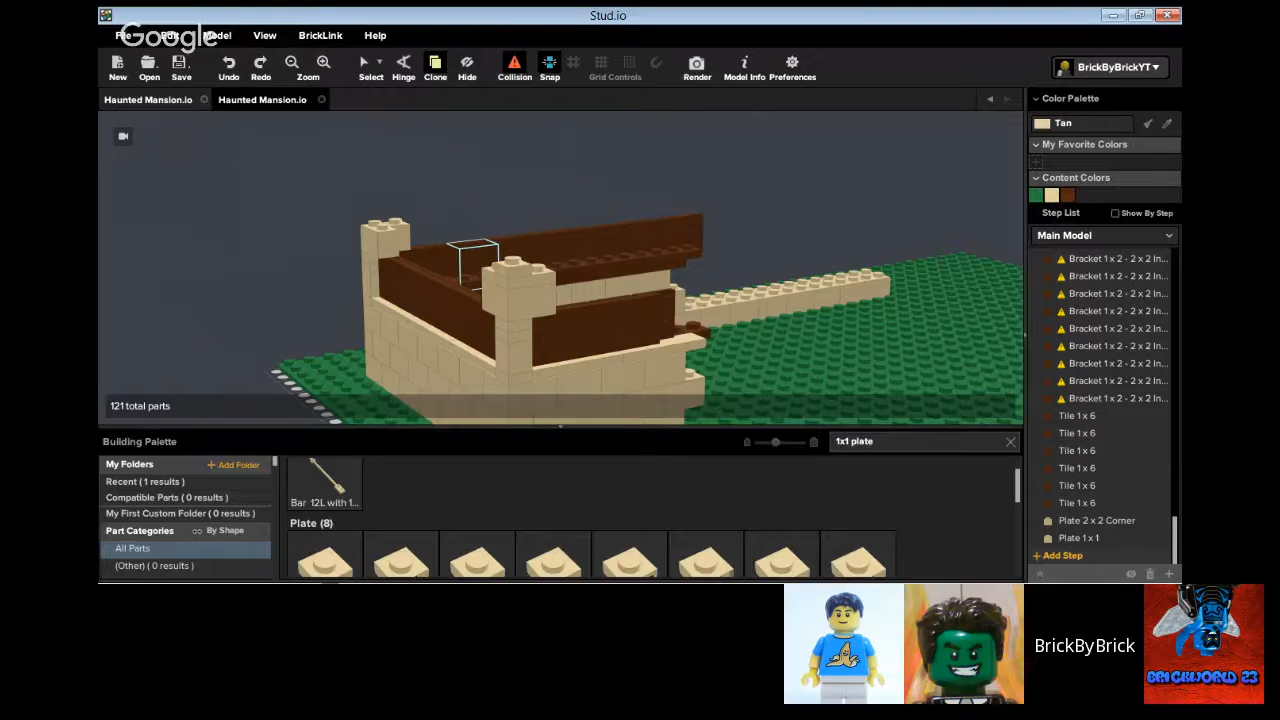 Stud.io
Google
File Edit Model View BrickLink Help
New Open Save Undo Redo Zoom Select Hinge Clone Hide Collision Snap Grid Controls Render Model Info Preferences
BrickByBrickYT
Haunted Mansion.io Haunted Mansion.io
Color Palette
Tan
My Favorite Colors
Content Colors
Step List Show By Step
Main Model
Bracket 1 x 2 - 2 x 2 In...
Bracket 1 x 2 - 2 x 2 In...
Bracket 1 x 2 - 2 x 2 In...
Bracket 1 x 2 - 2 x 2 In...
Bracket 1 x 2 - 2 x 2 In...
Bracket 1 x 2 - 2 x 2 In...
Bracket 1 x 2 - 2 x 2 In...
Bracket 1 x 2 - 2 x 2 In...
Bracket 1 x 2 - 2 x 2 In...
Tile 1 x 6
Tile 1 x 6
Tile 1 x 6
Tile 1 x 6
Tile 1 x 6
Tile 1 x 6
Plate 2 x 2 Corner
Plate 1 x 1
+ Add Step
121 total parts
Building Palette
1x1 plate
My Folders + Add Folder
Recent ( 1 results )
Compatible Parts ( 0 results )
My First Custom Folder ( 0 results )
Part Categories By Shape
All Parts
(Other) ( 0 results )
Bar 12L with 1...
Plate (8)
BrickByBrick
BRICKWORLD 23